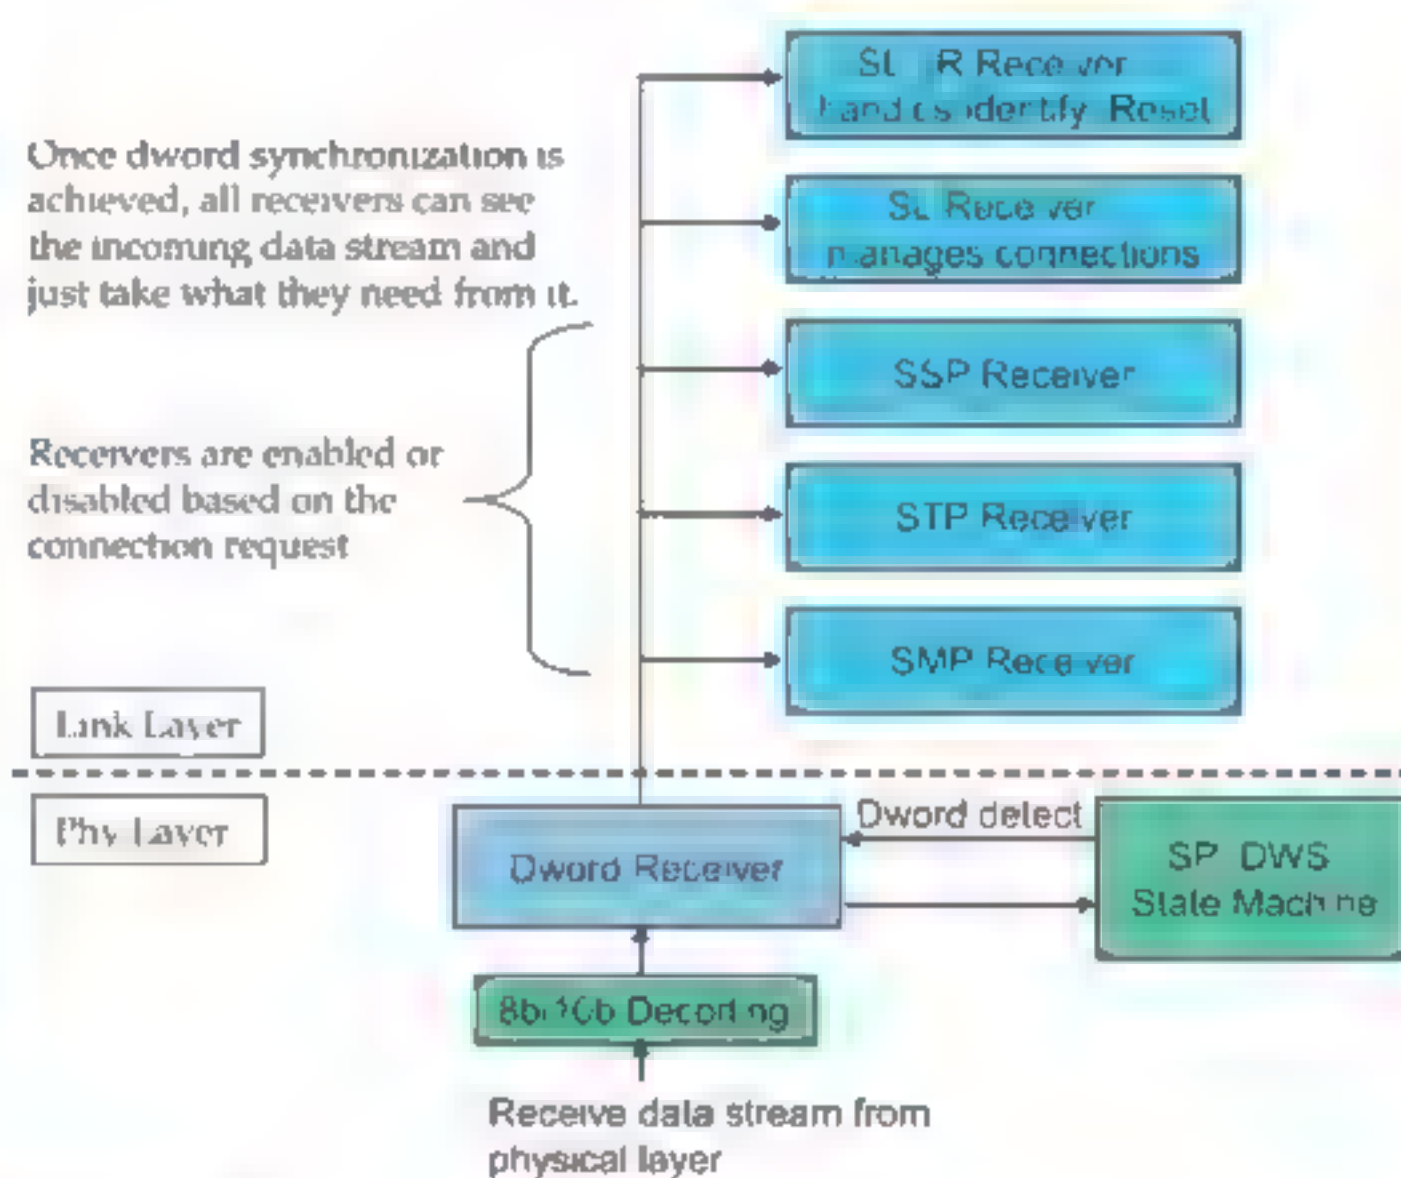 Receiver
Identify Reset
Once dword synchronization is
achieved, all receivers can see
the incoming data stream and
just take what they need from it.
SL Receiver
manages connections
SSP Receiver
Receivers are enabled or
disabled based on the
connection request
STP Receiver
SMP Receiver
Link Layer
Phy Layer
Dword detect
Dword Receiver
State Machine
8b/10b Decoding
Receive data stream from
physical layer